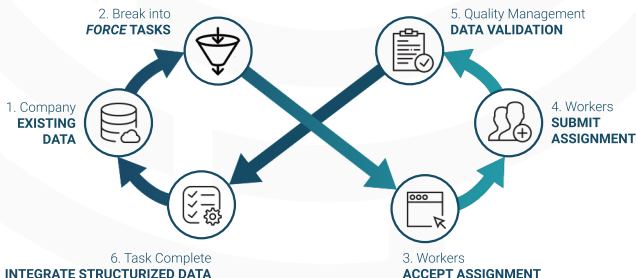 2. Break into
FORCE TASKS
5. Quality Management
DATA VALIDATION
1. Company
EXISTING
DATA
4. Workers
SUBMIT
ASSIGNMENT
6. Task Complete
INTEGRATE STRUCTURIZED DATA
3. Workers
ACCEPT ASSIGNMENT